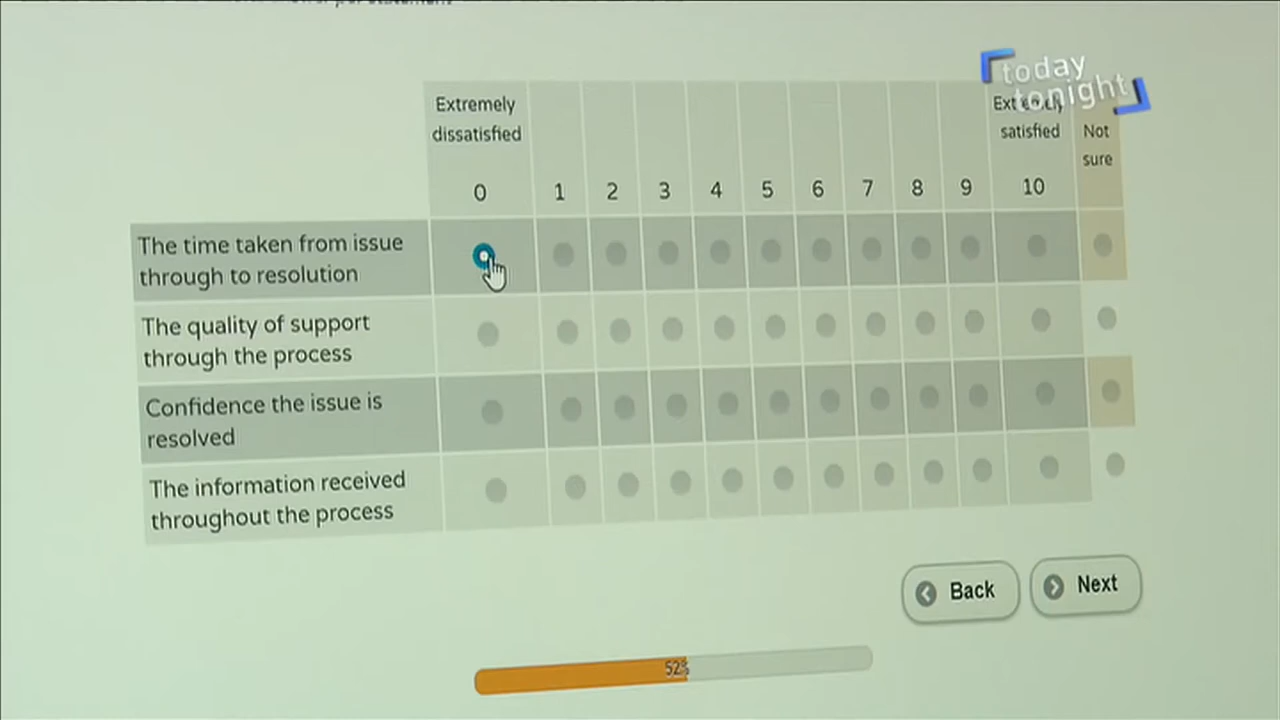 today
tonight
Extremely
dissatisfied
satisfied
Not
sure
0 1 2 3 4 5 6 7 8 9 10
The time taken from issue
through to resolution
The quality of support
through the process
Confidence the issue is
resolved
The information received
throughout the process
Back
Next
52%